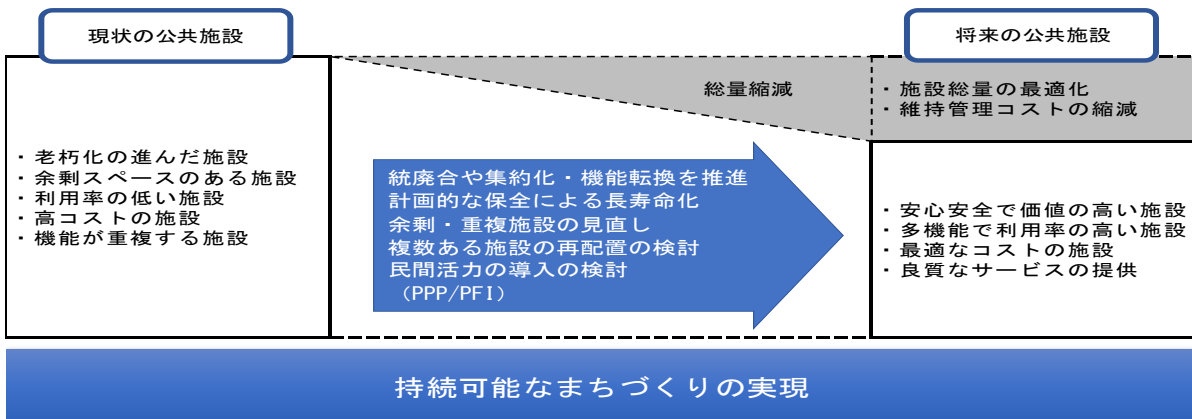 現状の公共施設
将来の公共施設
総量縮減
・施設総量の最適化
・維持管理コストの縮減
・老朽化の進んだ施設
・余剰スペースのある施設
・利用率の低い施設
・高コストの施設
・機能が重複する施設
統廃合や集約化・機能転換を推進
計画的な保全による長寿命化
余剰・重複施設の見直し
複数ある施設の再配置の検討
民間活力の導入の検討
（PPP/PFI）
・安心安全で価値の高い施設
・多機能で利用率の高い施設
・最適なコストの施設
・良質なサービスの提供
持続可能なまちづくりの実現